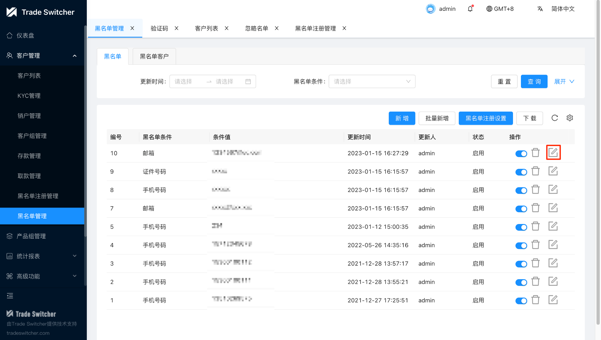 Trade Switcher
admin
GMT+8
简体中文
仪表盘
客户管理
客户列表
KYC管理
销户管理
客户组管理
存款管理
取款管理
黑名单注册管理
黑名单管理
产品组管理
统计报表
高级功能
Trade Switcher
由Trade Switcher提供技术支持
tradeswitcher.com
黑名单管理 × 验证码 × 客户列表 × 忽略名单 × 黑名单注册管理 ×
黑名单 黑名单客户
更新时间: 请选择 → 请选择 黑名单条件: 请选择 重 置 查 询 展开
新 增 批量新增 黑名单注册设置 下 载
编号 黑名单条件 条件值 更新时间 更新人 状态 操作
10 邮箱 2023-01-15 16:27:29 admin 启用
9 证件号码 2023-01-15 16:15:57 admin 启用
8 手机号码 2023-01-15 16:15:57 admin 启用
7 邮箱 2023-01-15 16:15:57 admin 启用
5 手机号码 2023-01-12 15:00:35 admin 启用
4 手机号码 2022-05-26 14:35:16 admin 启用
3 手机号码 2021-12-28 13:57:17 admin 启用
2 手机号码 2021-12-28 13:55:21 admin 启用
1 手机号码 2021-12-27 17:25:51 admin 启用